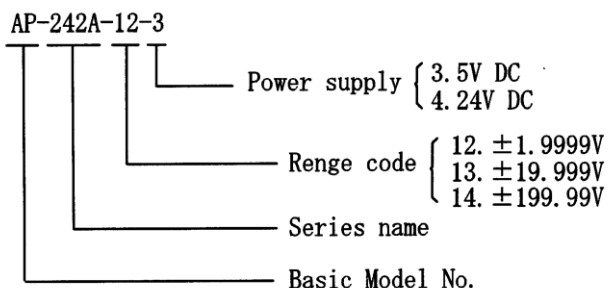 AP-242A-12-3
Power supply { 3. 5V DC
4. 24V DC
Renge code { 12. ±1.9999V
13. ±19.999V
14. ±199.99V
Series name
Basic Model No.